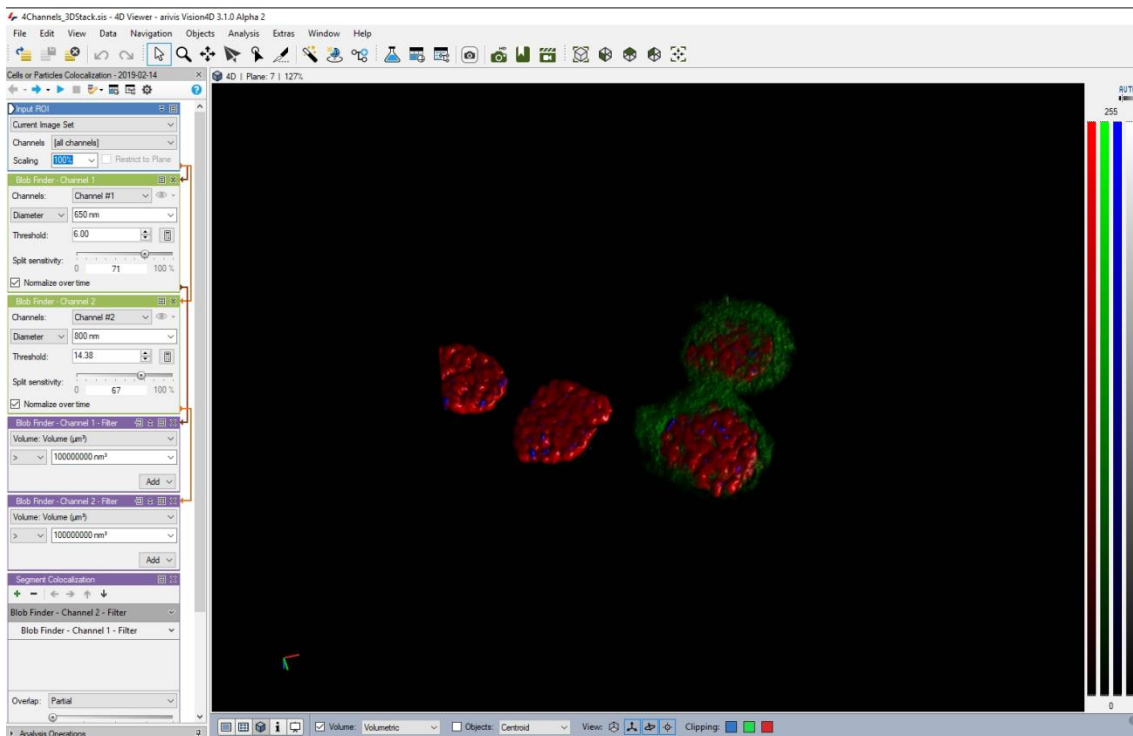 4Channels_3DStack.sis - 4D Viewer - arivis Vision4D 3.1.0 Alpha 2
File Edit View Data Navigation Objects Analysis Extras Window Help
Cells or Particles Colocalization - 2019-02-14
4D | Plane: 7 | 127%
Input ROI
Current Image Set
Channels [all channels]
Scaling 100% Restrict to Plane
Blob Finder - Channel 1
Channels: Channel #1
Diameter 650 nm
Threshold: 6.00
Split sensitivity:
0 71 100 %
Normalize over time
Blob Finder - Channel 2
Channels: Channel #2
Diameter 800 nm
Threshold: 14.38
Split sensitivity:
0 67 100 %
Normalize over time
Blob Finder - Channel 1 - Filter
Volume: Volume (µm³)
> 100000000 nm³
Add
Blob Finder - Channel 2 - Filter
Volume: Volume (µm³)
> 100000000 nm³
Add
Segment Colocalization
Blob Finder - Channel 2 - Filter
Blob Finder - Channel 1 - Filter
Overlap: Partial
Analysis Operations
AUTO
255
0
Volume: Volumetric Objects: Centroid View: Clipping: